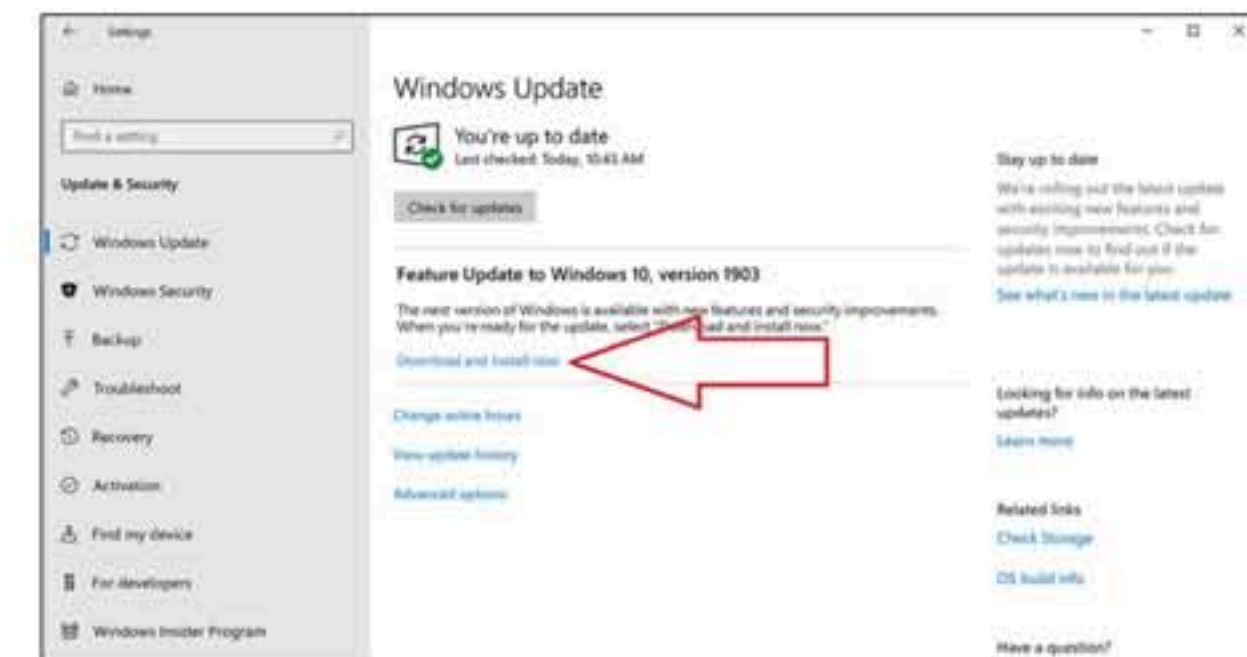 Settings
Home
Find a setting
Update & Security
Windows Update
Windows Security
Backup
Troubleshoot
Recovery
Activation
Find my device
For developers
Windows Insider Program
Windows Update
You're up to date
Last checked: Today, 10:43 AM
Check for updates
Feature Update to Windows 10, version 1903
The next version of Windows is available with new features and security improvements.
When you're ready for the update, select "Download and install now."
Download and install now
Change active hours
View update history
Advanced options
Stay up to date
We're rolling out the latest update
with exciting new features and
security improvements. Check for
updates now to find out if the
update is available for you.
See what's new in the latest update
Looking for info on the latest
updates?
Learn more
Related links
Check Storage
OS build info
Have a question?